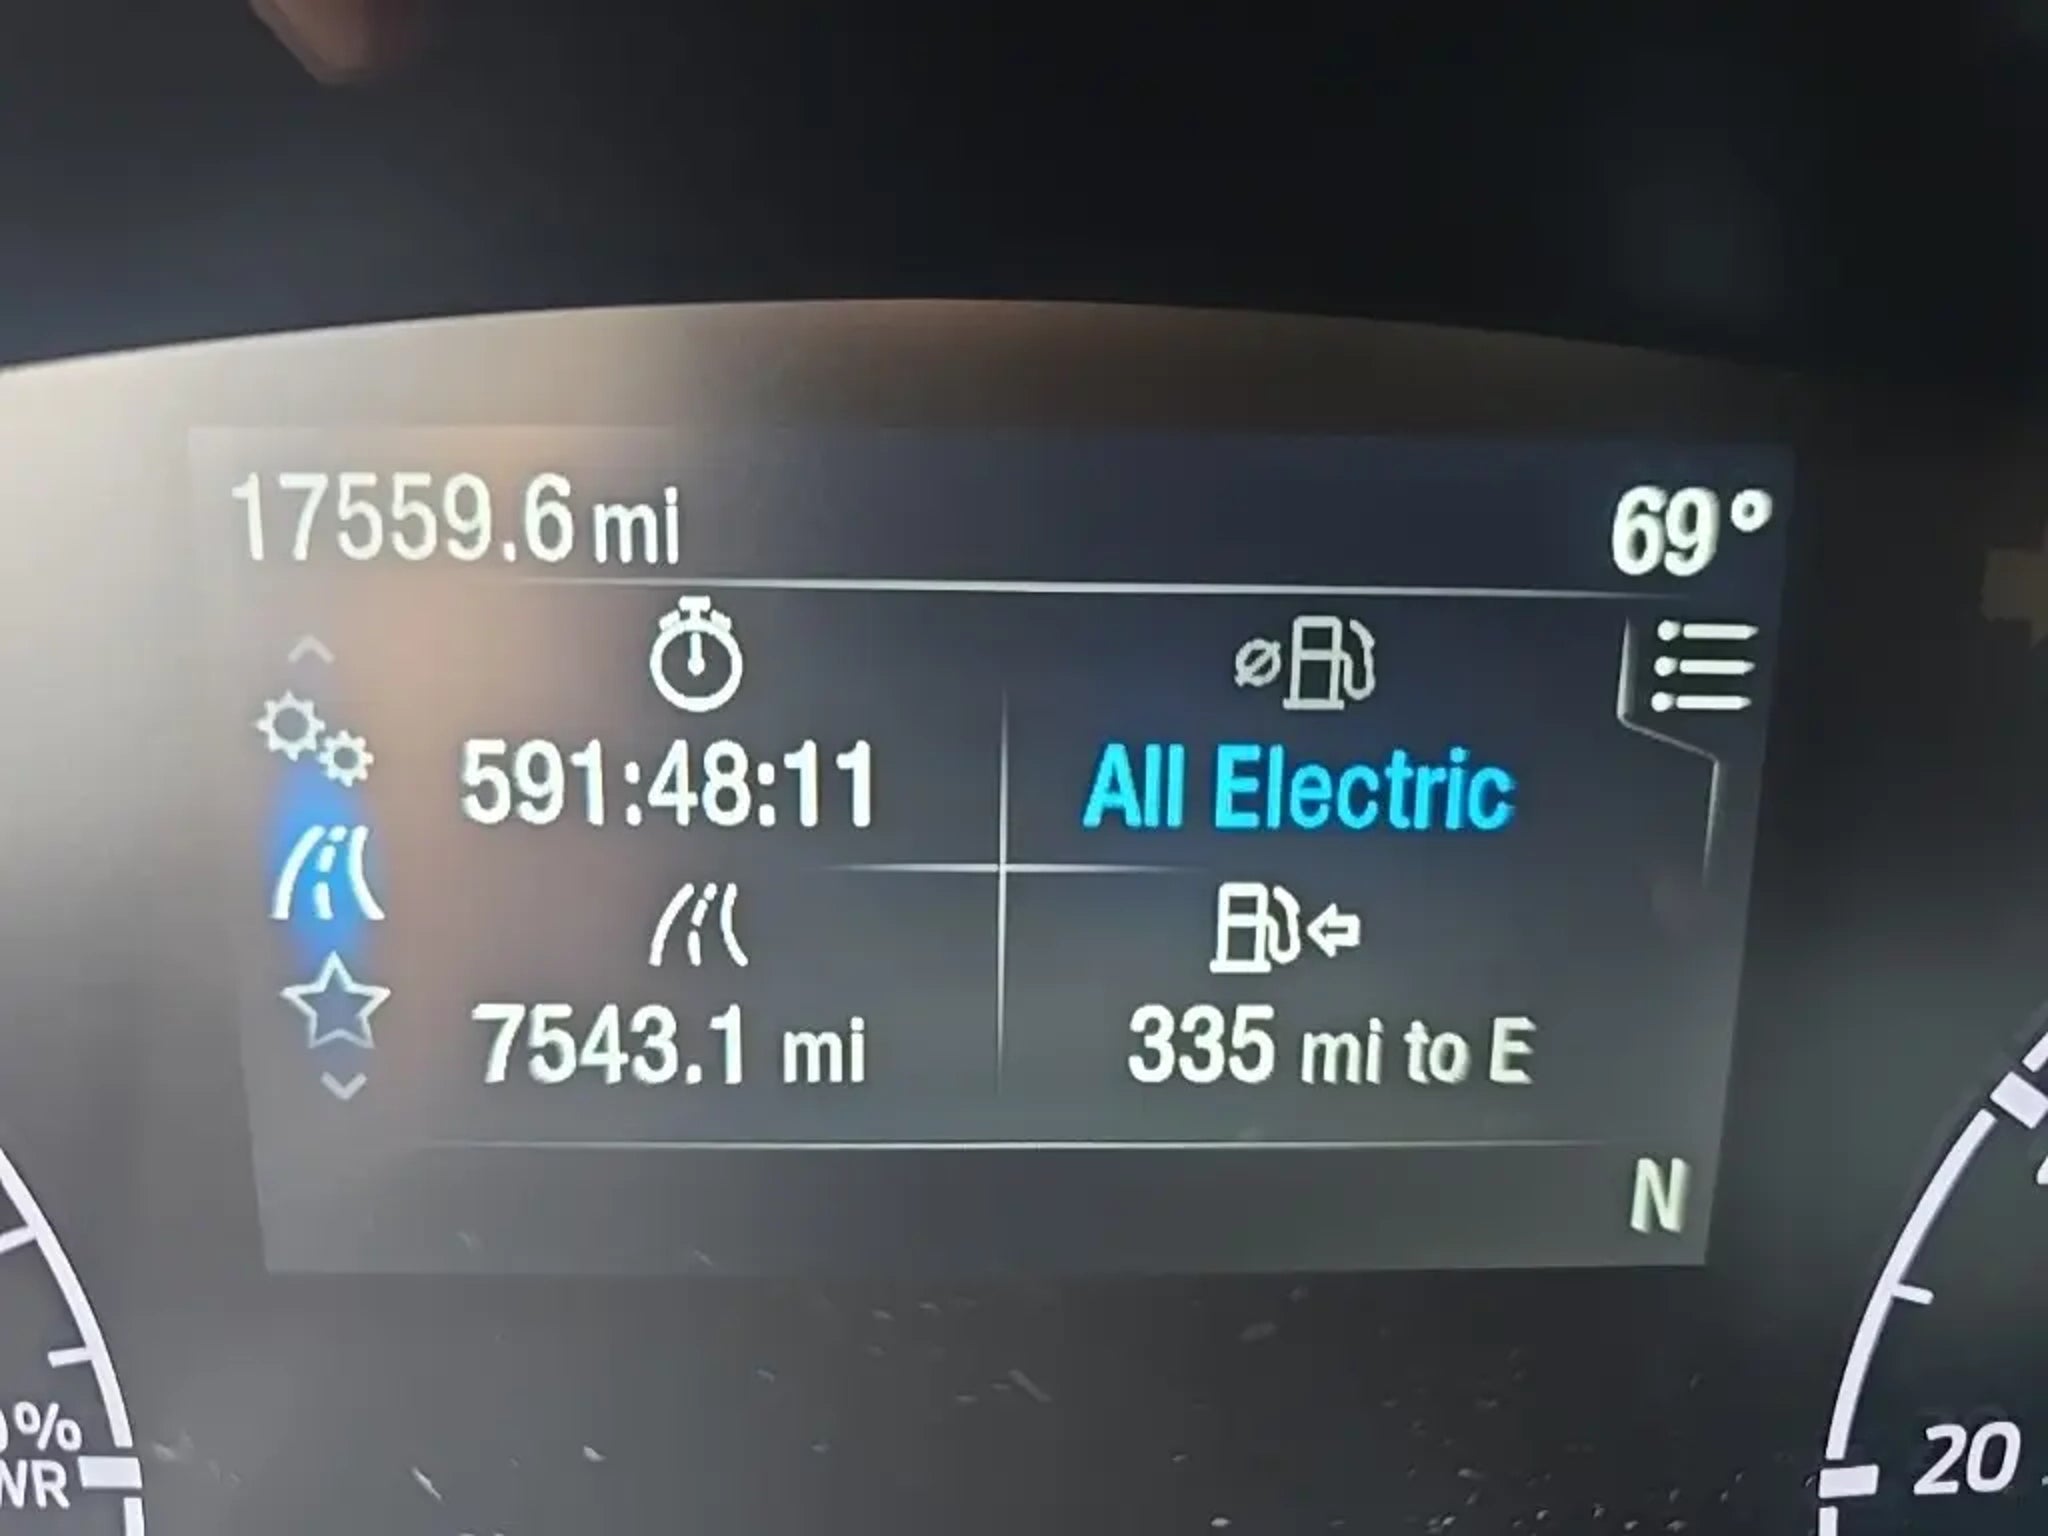 17559.6 mi
69°
591:48:11
All Electric
7543.1 mi
335 mi to E
N
%
20